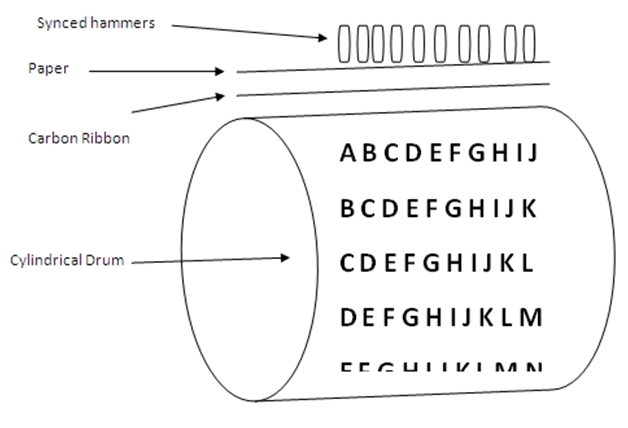 Synced hammers
Paper
Carbon Ribbon
Cylindrical Drum
A B C D E F G H I J
B C D E F G H I J K
C D E F G H I J K L
D E F G H I J K L M
E F G H I J K L M N